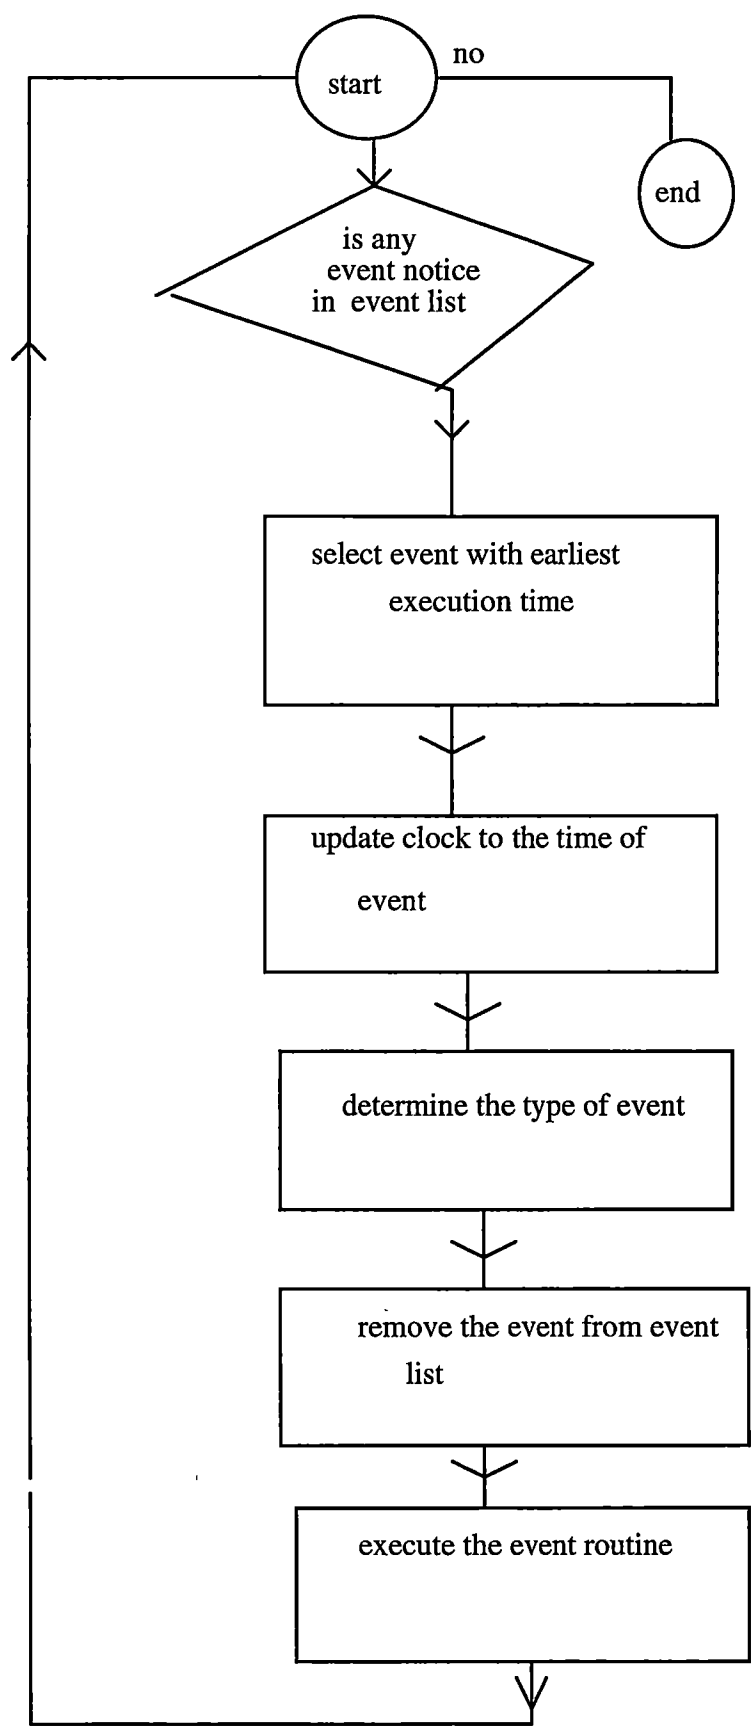 no
start
end
is any
event notice
in event list
select event with earliest
execution time
update clock to the time of
event
determine the type of event
remove the event from event
list
execute the event routine